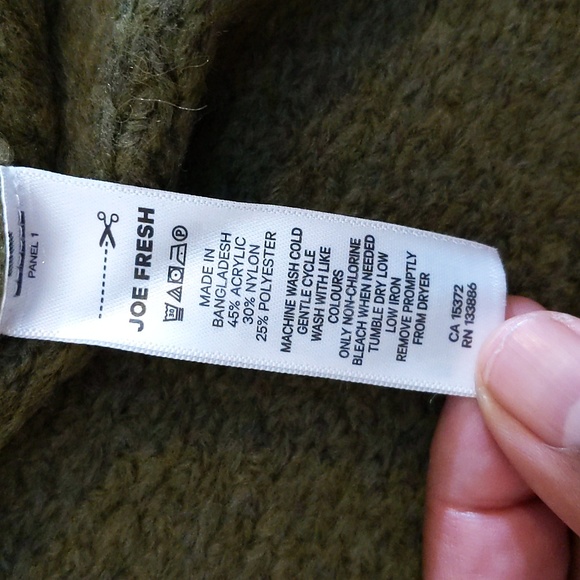 PANEL 1
JOE FRESH
30
P
MADE IN
BANGLADESH
45% ACRYLIC
30% NYLON
25% POLYESTER
MACHINE WASH COLD
GENTLE CYCLE
WASH WITH LIKE
COLOURS
ONLY NON-CHLORINE
BLEACH WHEN NEEDED
TUMBLE DRY LOW
LOW IRON
REMOVE PROMPTLY
FROM DRYER
CA 15372
RN 133886